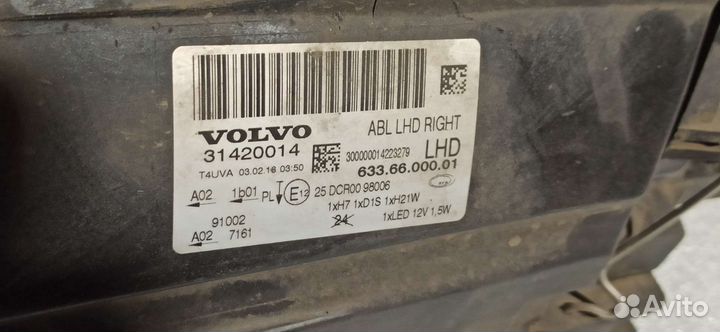 VOLVO
ABL LHD RIGHT
31420014
300000014223279
LHD
T4UVA 03.02.16 03:50
633.66.000.01
A02 1b01 PL E12 25 DCR00 98006
1xH7 1xD1S 1xH21W
91002
24 1xLED 12V 1,5W
A02 7161
Avito